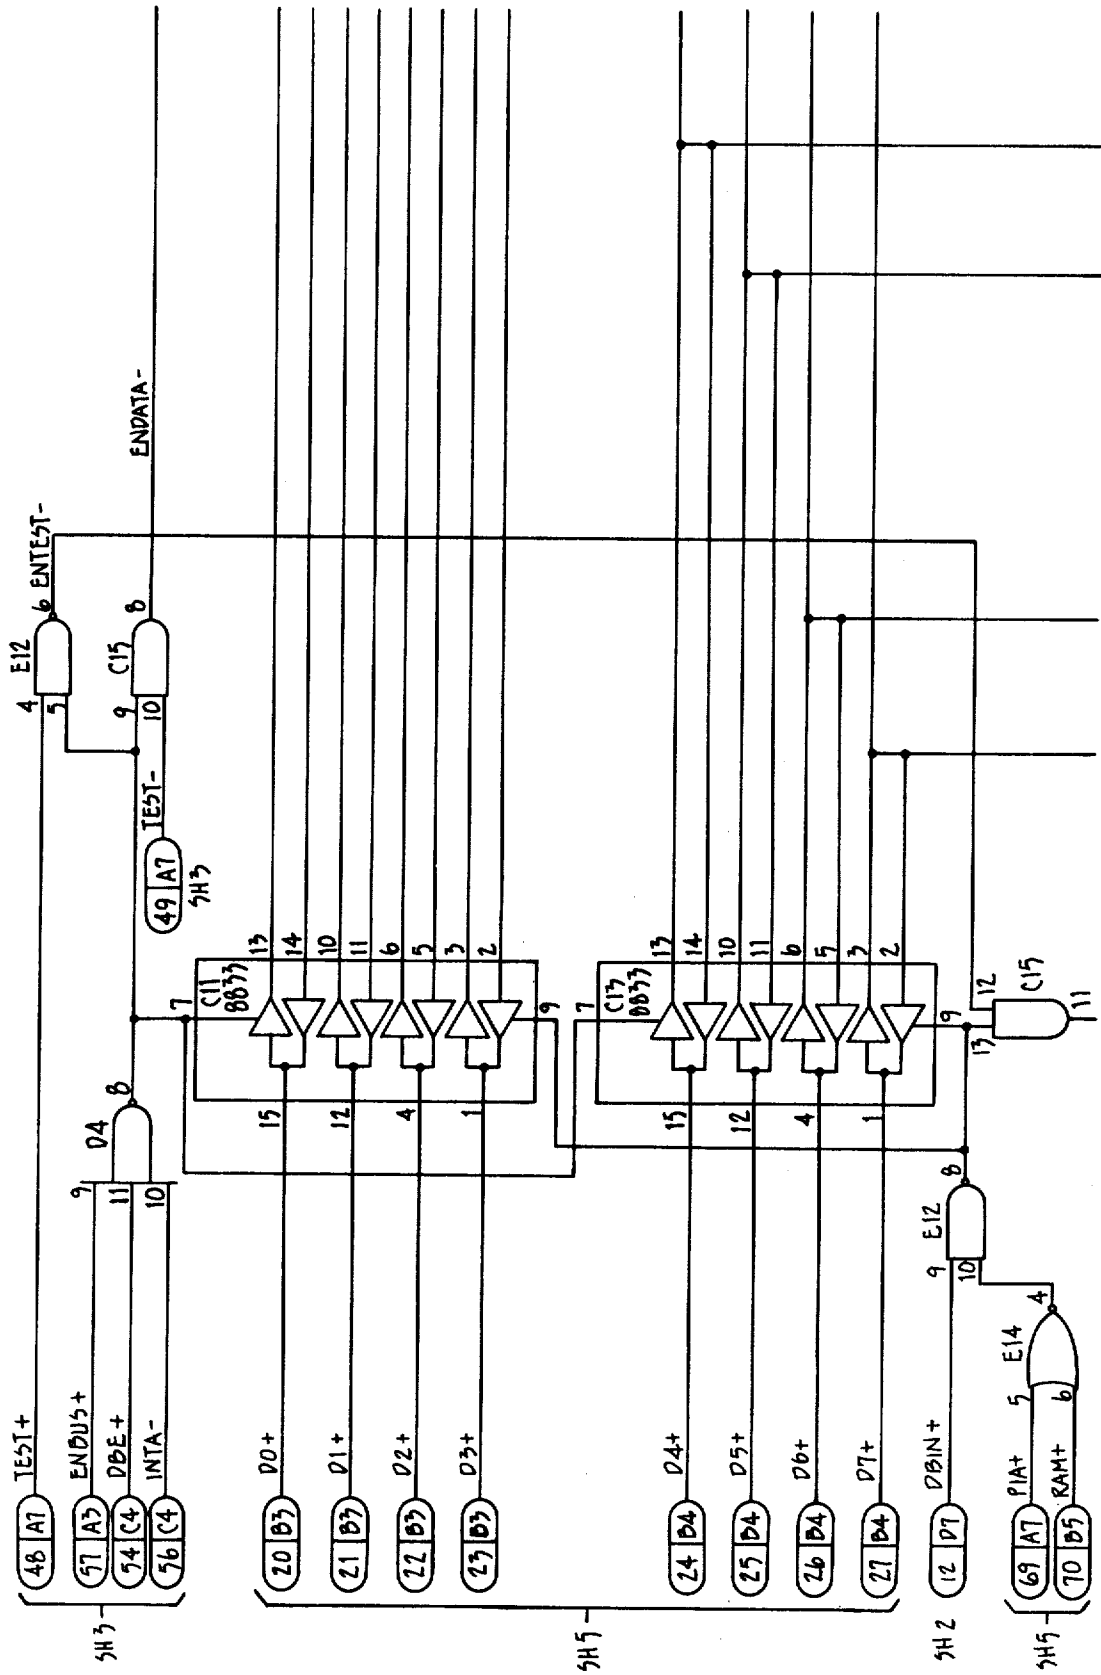 TEST+
48 A7
ENBUS+
57 A3
DBE+
54 C4
INTA-
56 C4
SH3
9
11
10
D4
8
4
5
E12
6
ENTEST-
9
10
C15
8
ENDATA-
TEST-
49 A7
SH3
D0+
20 B3
D1+
21 B3
D2+
22 B3
D3+
23 B3
7
C11
8B33
15
12
4
1
13
14
10
11
6
5
3
2
9
D4+
24 B4
D5+
25 B4
D6+
26 B4
D7+
27 B4
SH5
7
C13
8B33
15
12
4
1
13
14
10
11
6
5
3
2
9
DBIN+
12 D7
SH2
9
10
E12
8
13
12
C15
11
PIA+
69 A7
RAM+
70 B5
SH5
5
6
E14
4